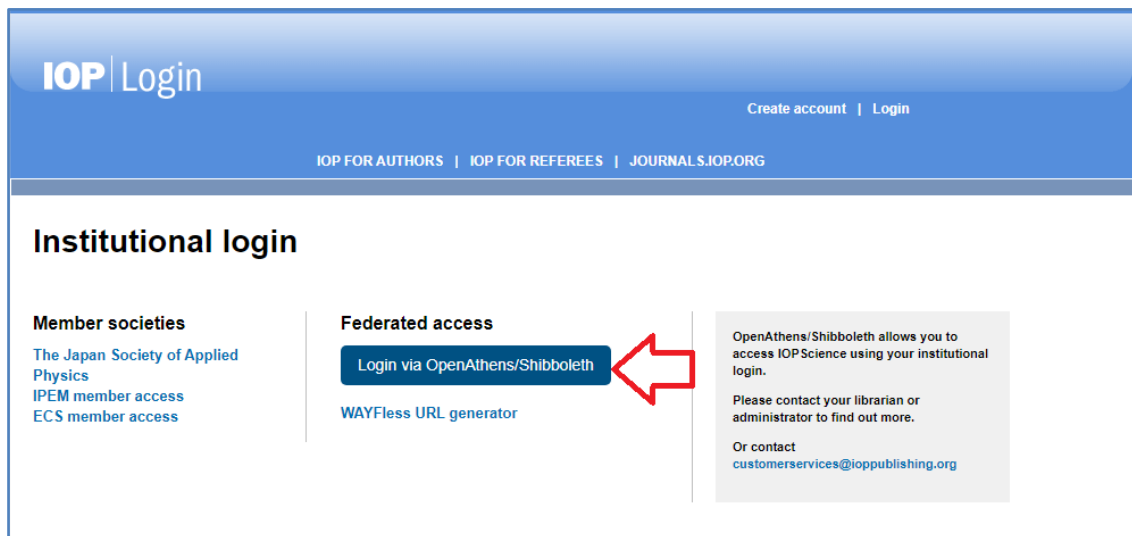 IOP Login
Create account | Login
IOP FOR AUTHORS | IOP FOR REFEREES | JOURNALS.IOP.ORG
Institutional login
Member societies
The Japan Society of Applied
Physics
IPEM member access
ECS member access
Federated access
Login via OpenAthens/Shibboleth
WAYFless URL generator
OpenAthens/Shibboleth allows you to
access IOPScience using your institutional
login.
Please contact your librarian or
administrator to find out more.
Or contact
customerservices@ioppublishing.org